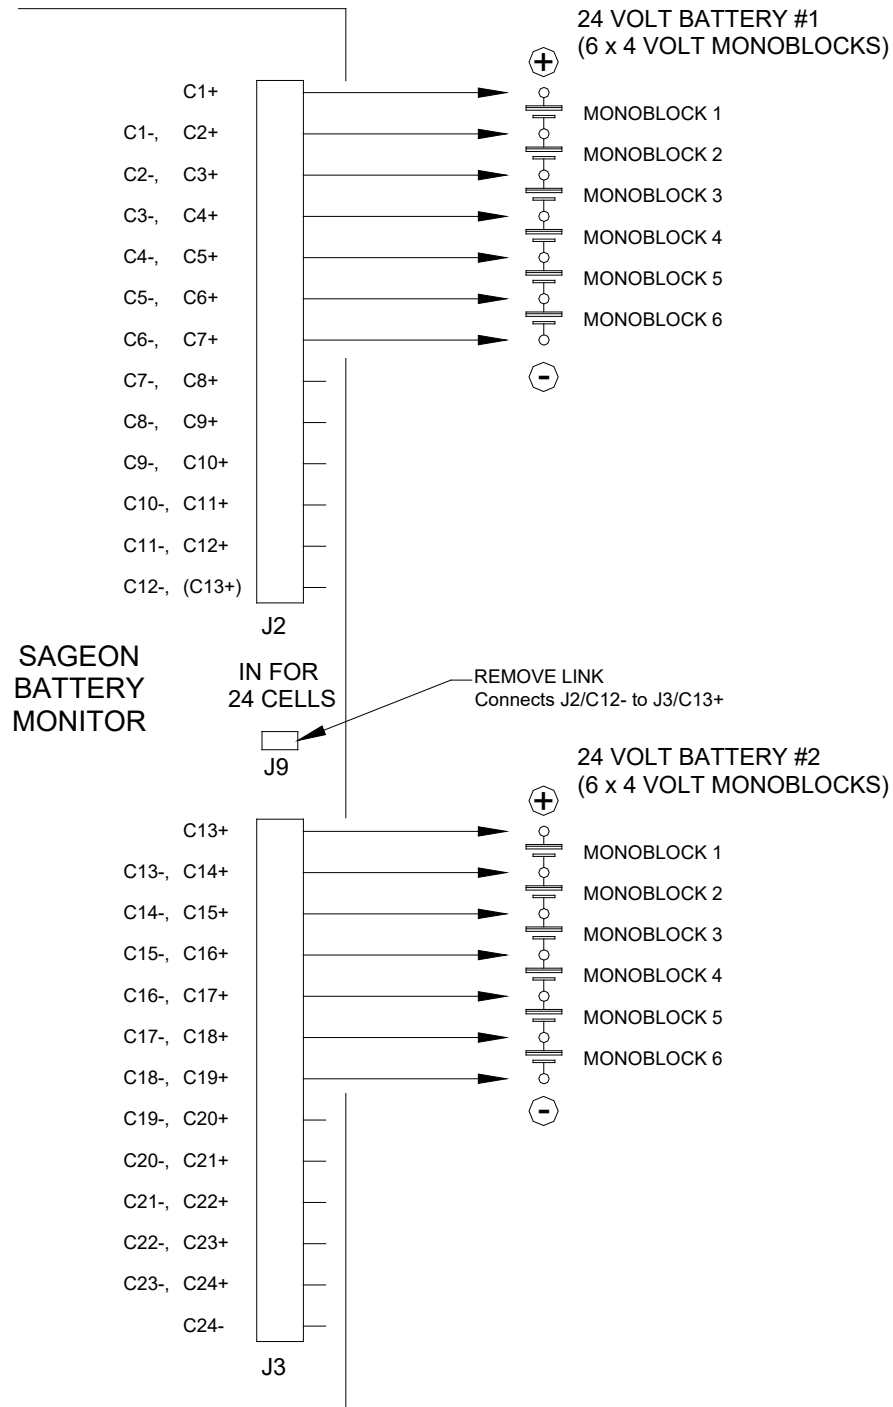 24 VOLT BATTERY #1
(6 x 4 VOLT MONOBLOCKS)
+
C1+
MONOBLOCK 1
C1-, C2+
MONOBLOCK 2
C2-, C3+
MONOBLOCK 3
C3-, C4+
MONOBLOCK 4
C4-, C5+
MONOBLOCK 5
C5-, C6+
MONOBLOCK 6
C6-, C7+
-
C7-, C8+
C8-, C9+
C9-, C10+
C10-, C11+
C11-, C12+
C12-, (C13+)
J2
SAGEON
BATTERY
MONITOR
IN FOR
24 CELLS
REMOVE LINK
Connects J2/C12- to J3/C13+
J9
24 VOLT BATTERY #2
(6 x 4 VOLT MONOBLOCKS)
+
C13+
MONOBLOCK 1
C13-, C14+
MONOBLOCK 2
C14-, C15+
MONOBLOCK 3
C15-, C16+
MONOBLOCK 4
C16-, C17+
MONOBLOCK 5
C17-, C18+
MONOBLOCK 6
C18-, C19+
-
C19-, C20+
C20-, C21+
C21-, C22+
C22-, C23+
C23-, C24+
C24-
J3